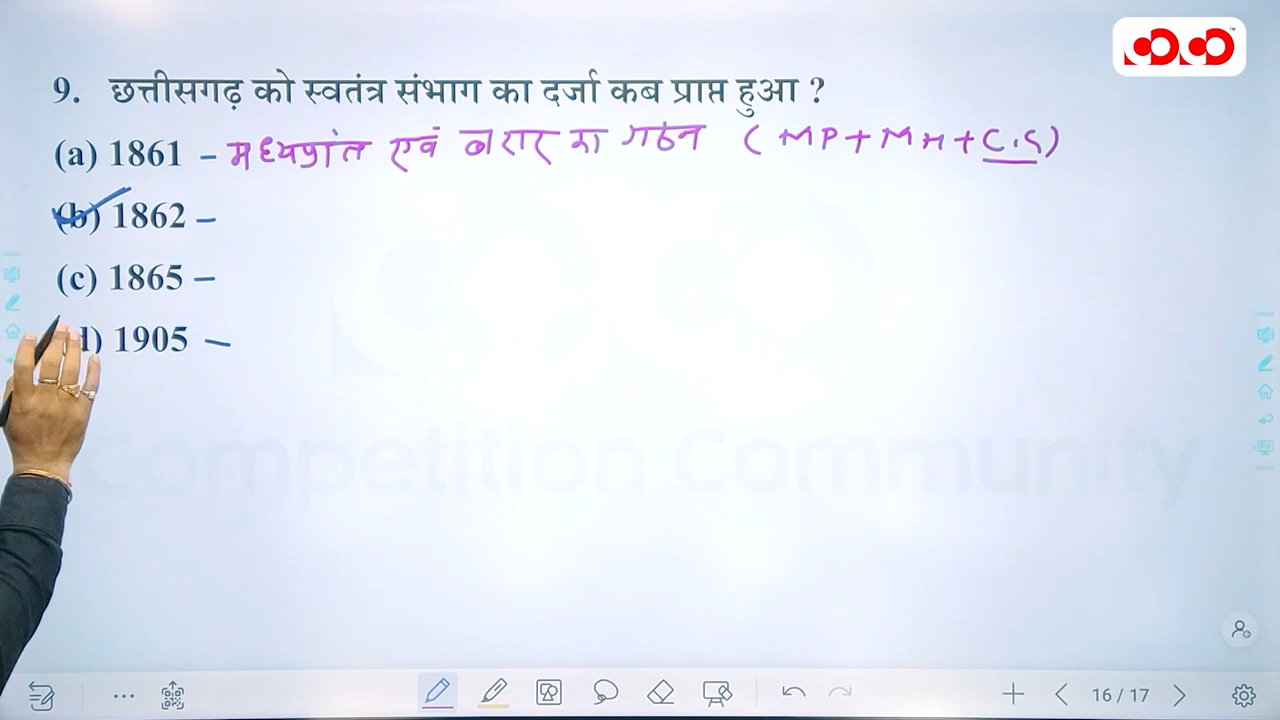 9. छत्तीसगढ़ को स्वतंत्र संभाग का दर्जा कब प्राप्त हुआ ?
(a) 1861 – मध्यप्रांत एवं बरार का गठन ( MP + MH + C.G)
(b) 1862 –
(c) 1865 –
d) 1905 –
Competition Community
16 / 17